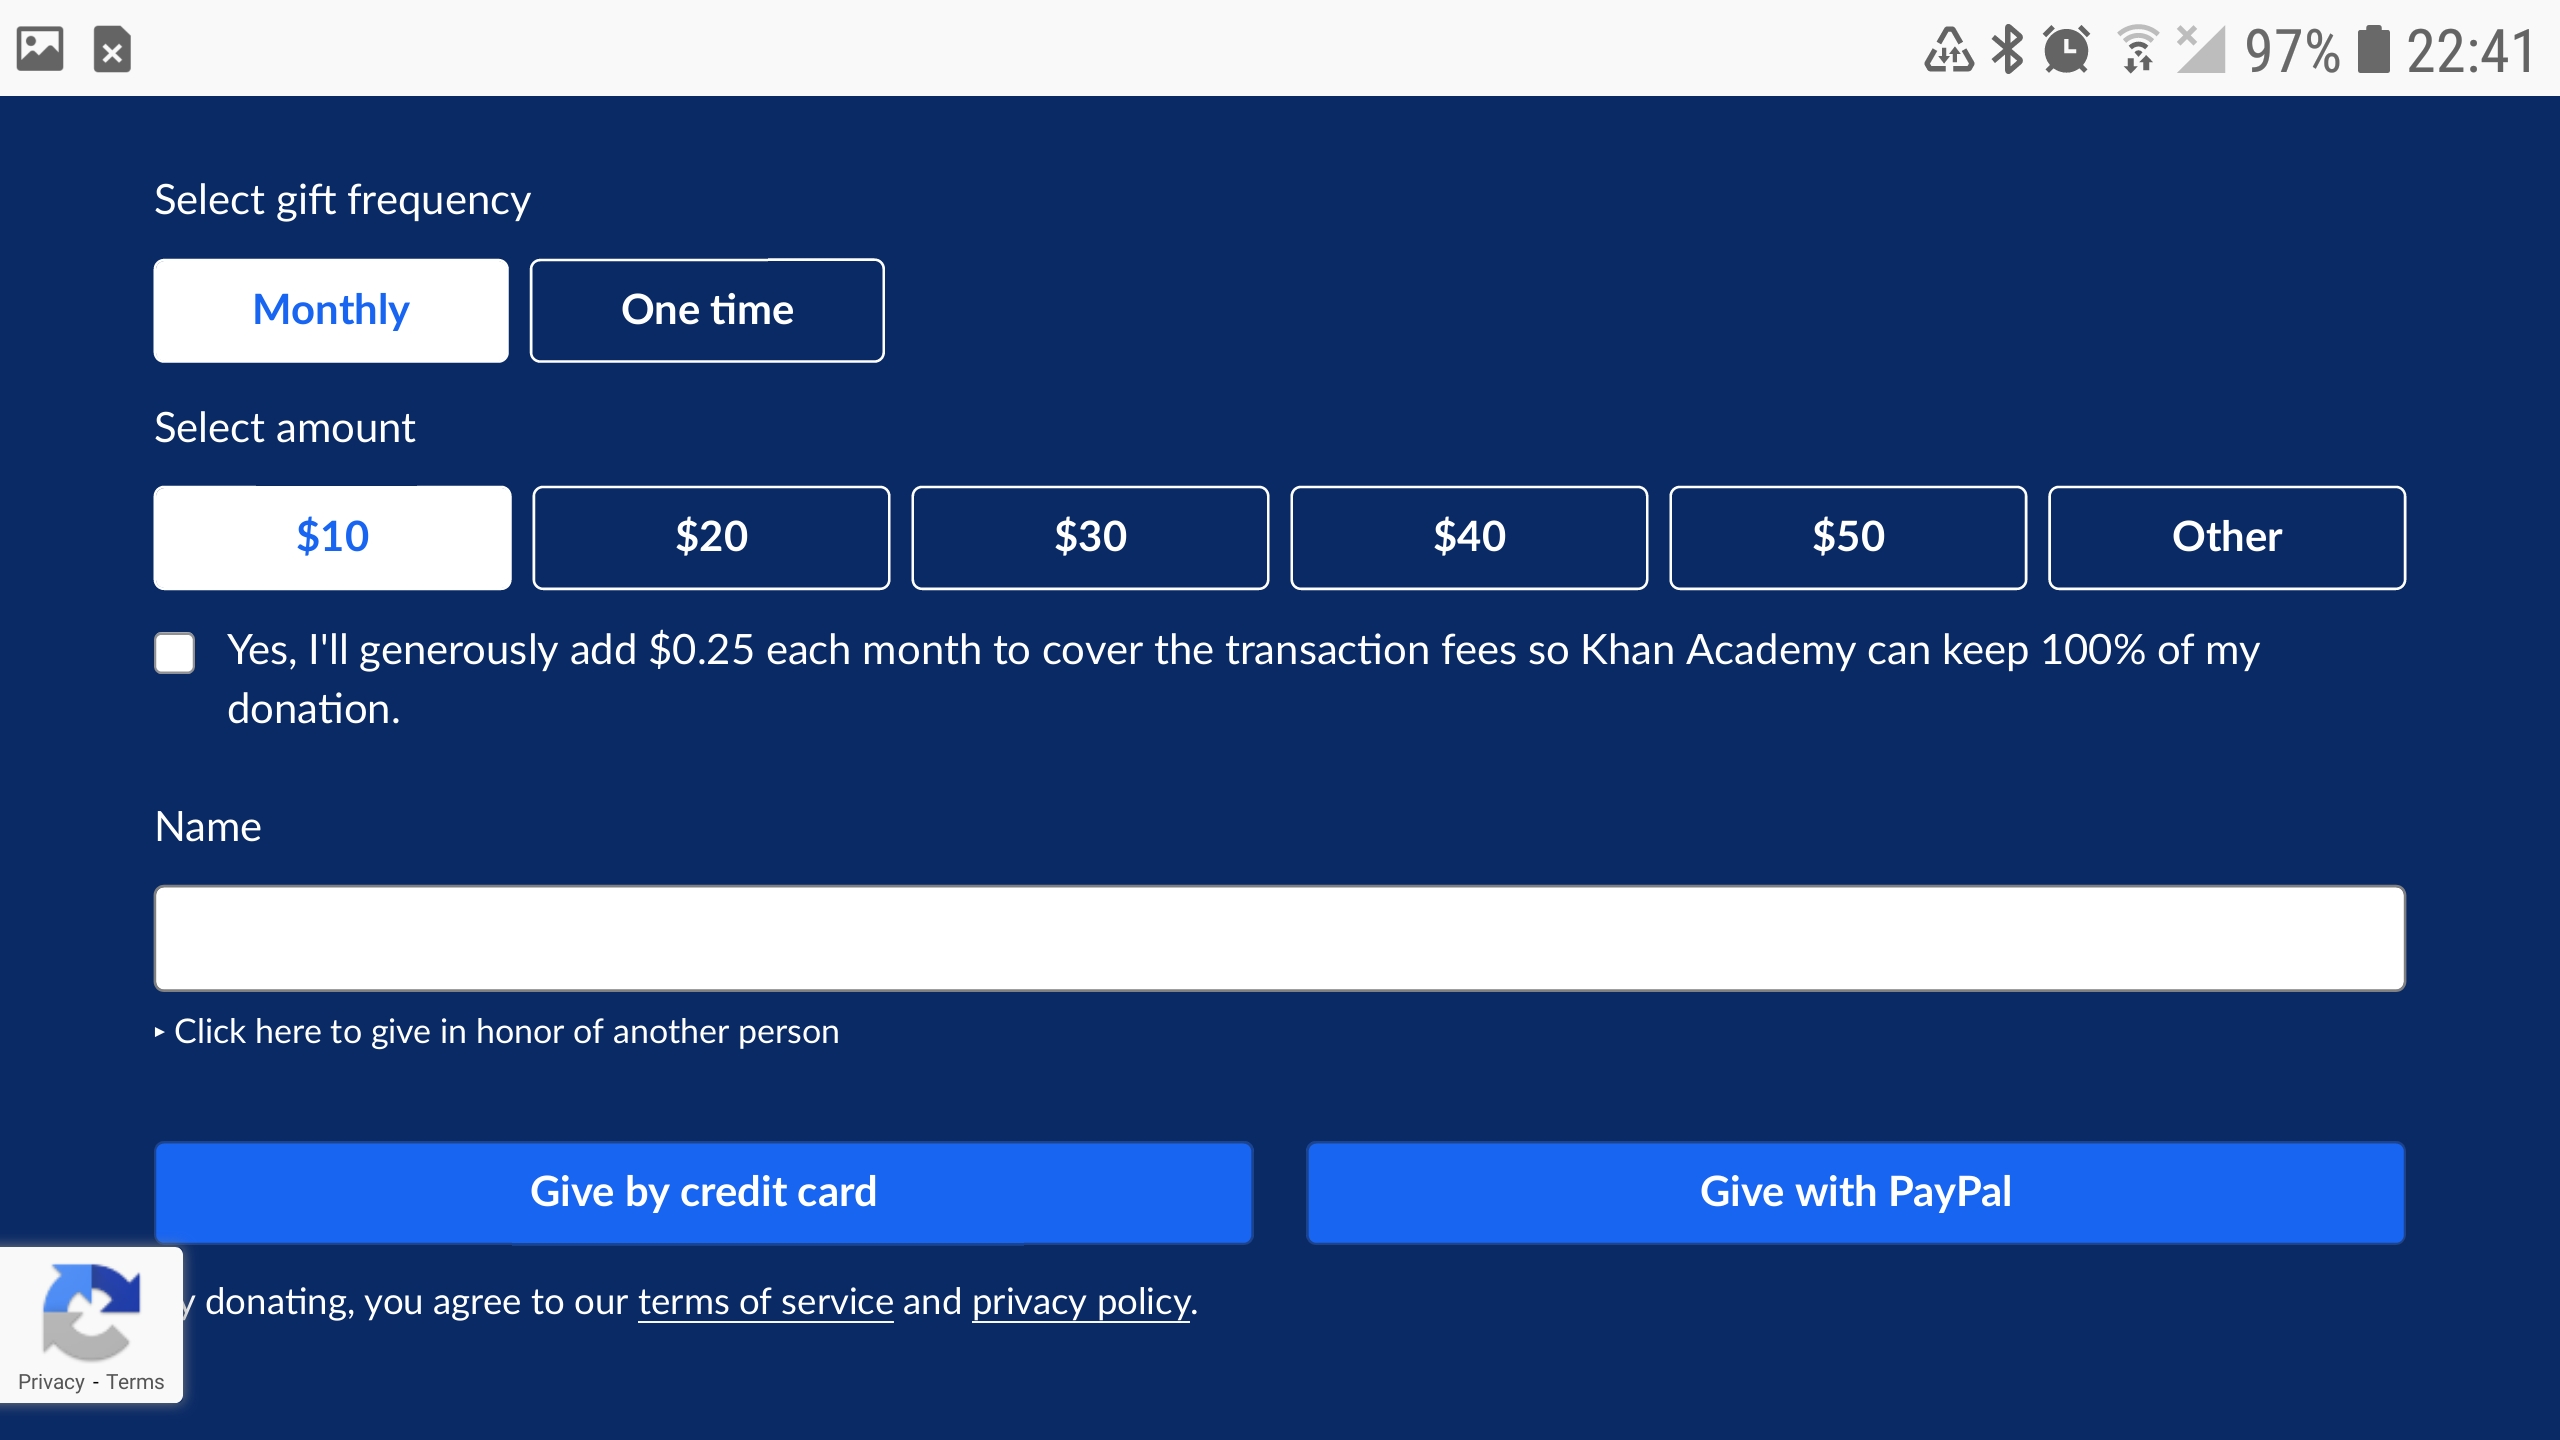 97% 22:41
Select gift frequency
Monthly One time
Select amount
$10 $20 $30 $40 $50 Other
Yes, I'll generously add $0.25 each month to cover the transaction fees so Khan Academy can keep 100% of my
donation.
Name
▸ Click here to give in honor of another person
Give by credit card Give with PayPal
y donating, you agree to our terms of service and privacy policy.
Privacy - Terms